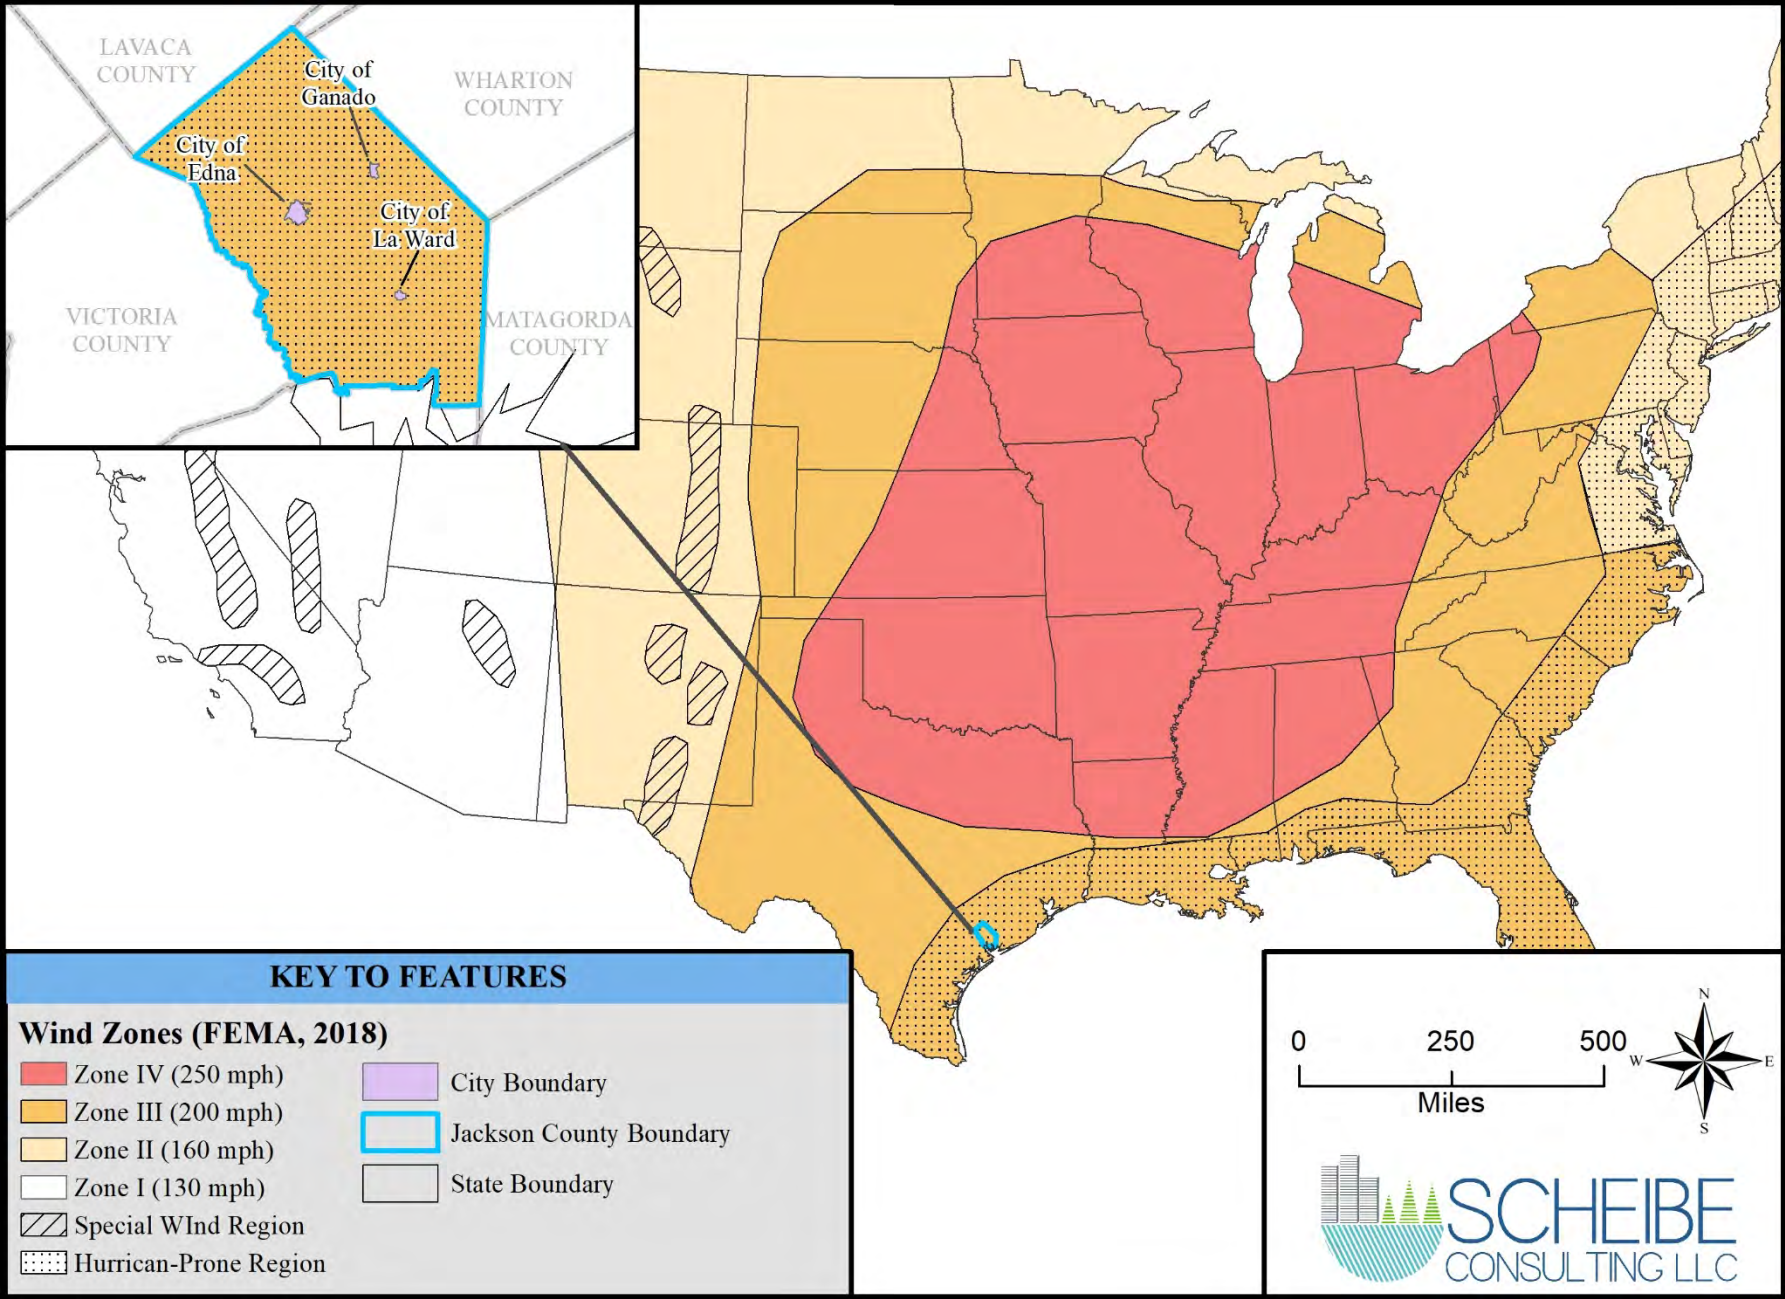 LAVACA
COUNTY
City of
Ganado
WHARTON
COUNTY
City of
Edna
City of
La Ward
VICTORIA
COUNTY
MATAGORDA
COUNTY
KEY TO FEATURES
Wind Zones (FEMA, 2018)
Zone IV (250 mph)
Zone III (200 mph)
Zone II (160 mph)
Zone I (130 mph)
Special WInd Region
Hurrican-Prone Region
City Boundary
Jackson County Boundary
State Boundary
0 250 500
Miles
N
W E
S
SCHEIBE
CONSULTING LLC